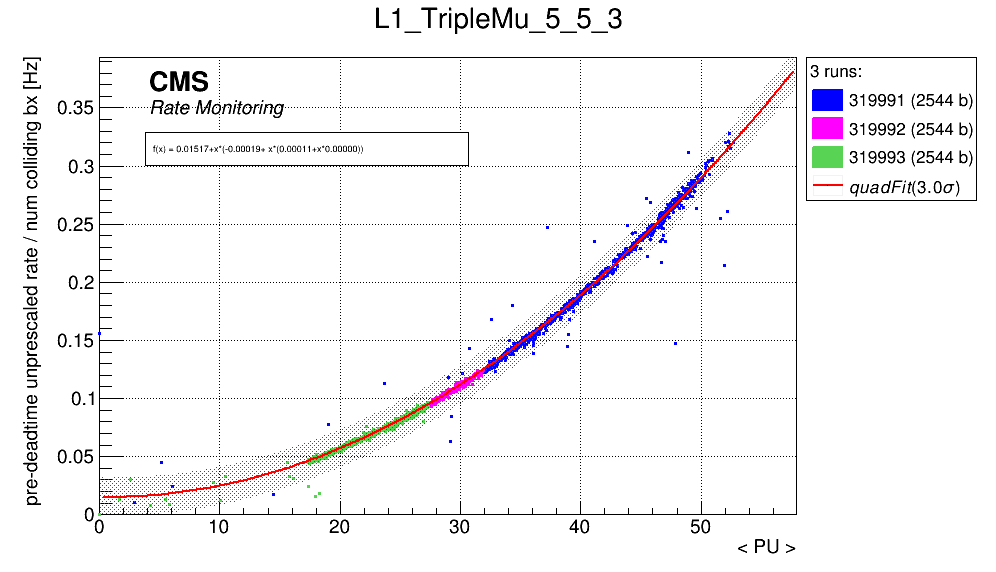 L1_TripleMu_5_5_3
pre-deadtime unprescaled rate / num colliding bx [Hz]
CMS
Rate Monitoring
f(x) = 0.01517+x*(-0.00019+ x*(0.00011+x*0.00000))
0.35
0.3
0.25
0.2
0.15
0.1
0.05
0
0 10 20 30 40 50
< PU >
3 runs:
319991 (2544 b)
319992 (2544 b)
319993 (2544 b)
quadFit(3.0σ)